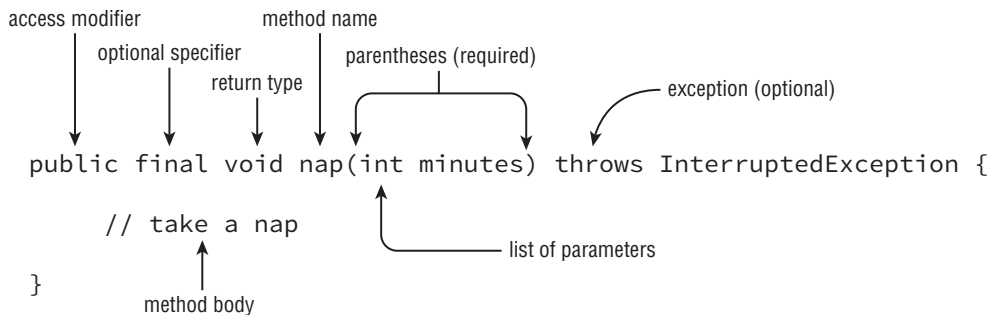 access modifier method name
optional specifier parentheses (required)
return type exception (optional)
public final void nap(int minutes) throws InterruptedException {
// take a nap
list of parameters
}
method body